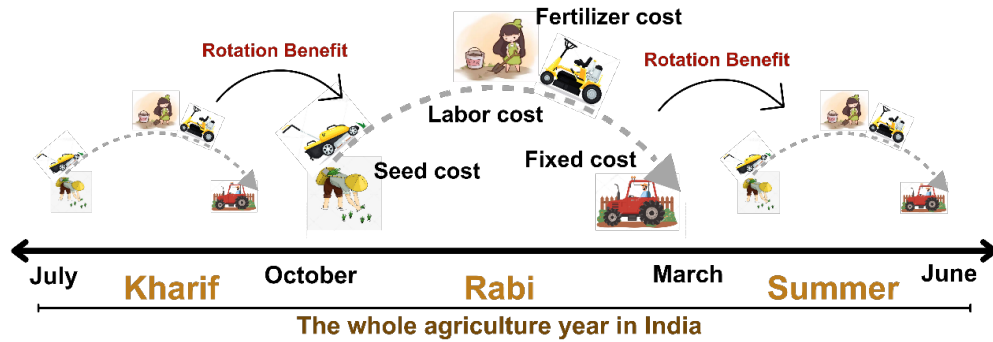 Fertilizer cost
Rotation Benefit
Rotation Benefit
Labor cost
Seed cost
Fixed cost
July
October
March
June
Kharif
Rabi
Summer
The whole agriculture year in India